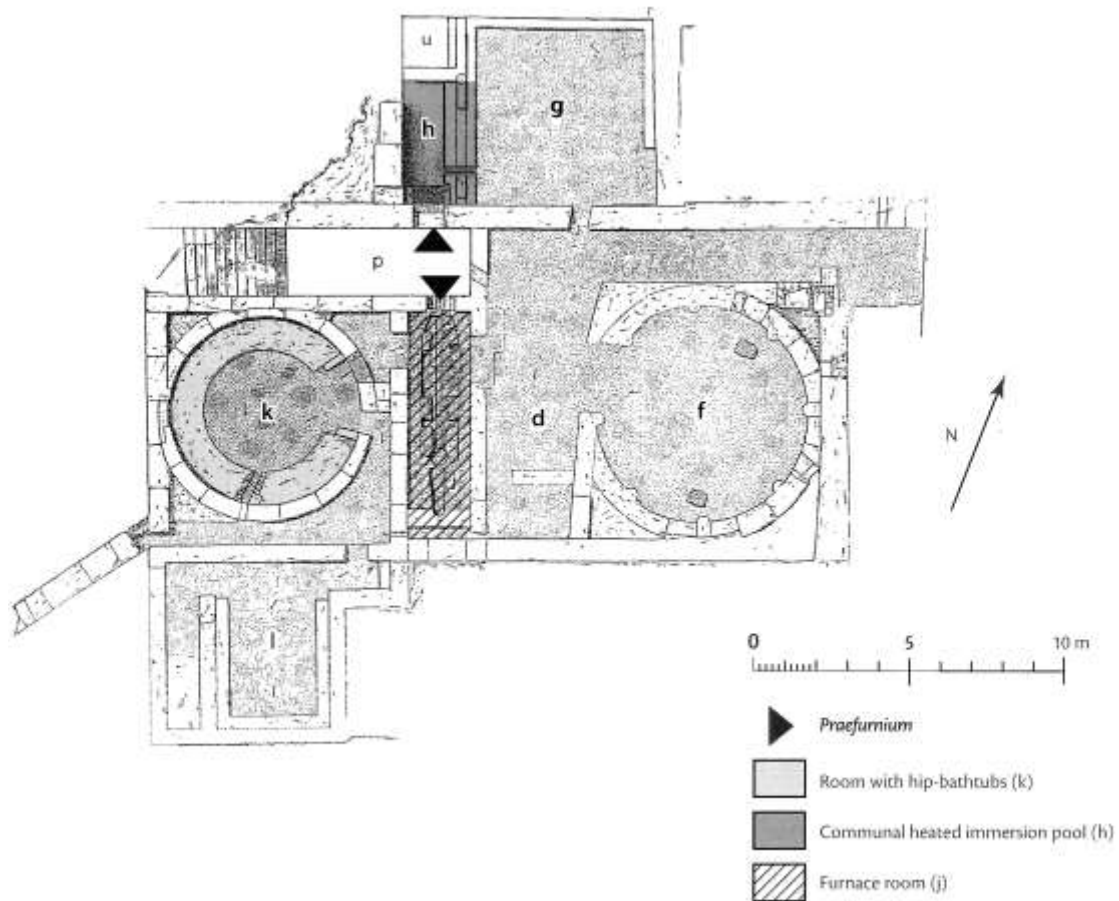 u
h
g
p
k
d
f
N
l
0 5 10 m
Praefurnium
Room with hip-bathtubs (k)
Communal heated immersion pool (h)
Furnace room (j)